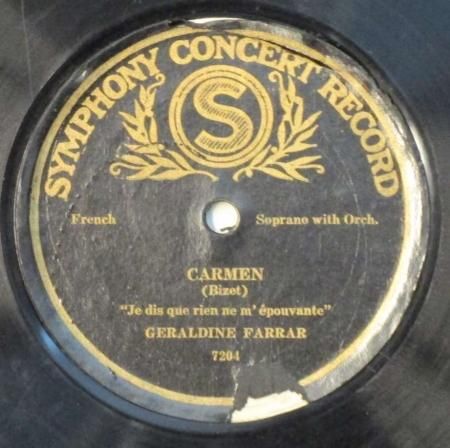 SYMPHONY CONCERT RECORD
S
French Soprano with Orch.
CARMEN
(Bizet)
"Je dis que rien ne m' épouvante"
GERALDINE FARRAR
7204